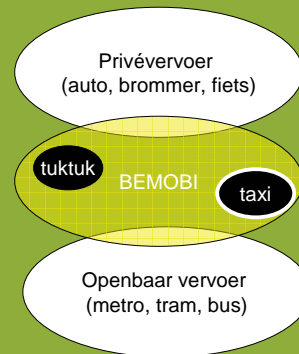 Privévervoer
(auto, brommer, fiets)
tuktuk
BEMOBI
taxi
Openbaar vervoer
(metro, tram, bus)